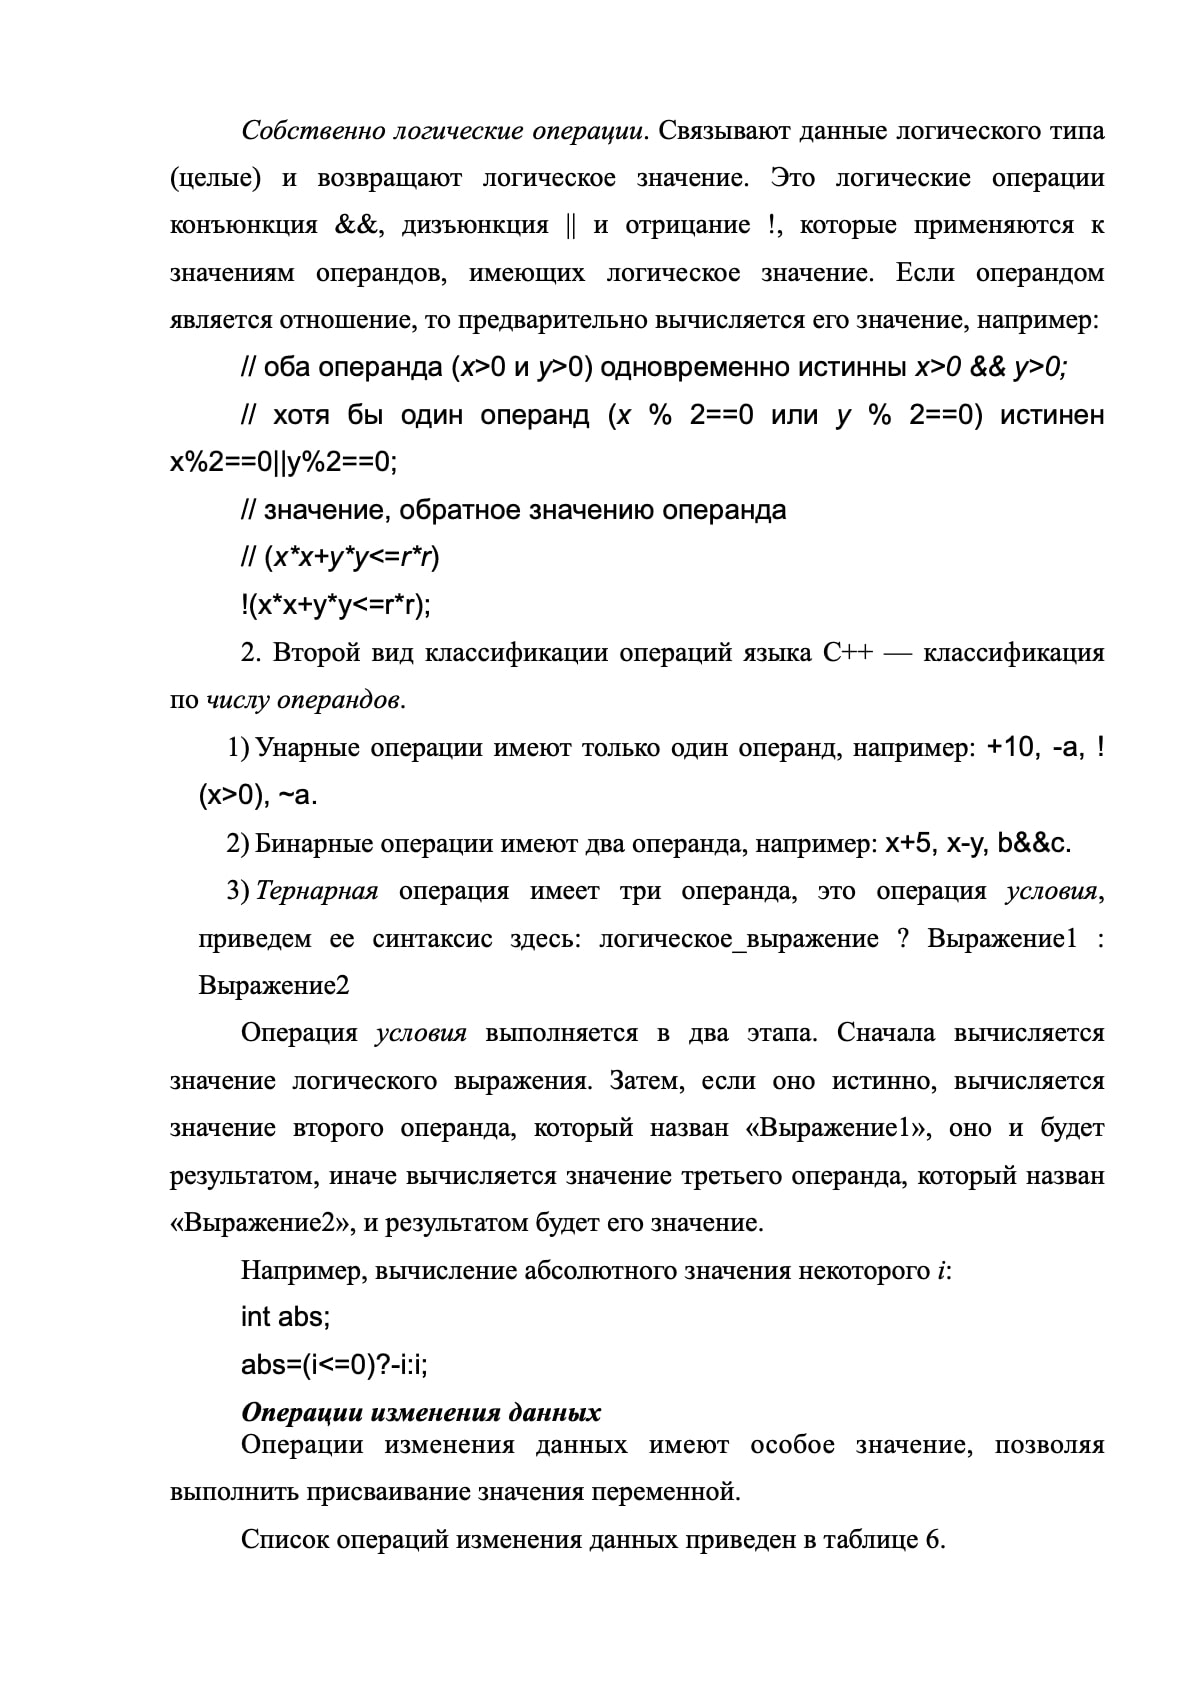 Собственно логические операции. Связывают данные логического типа
(целые) и возвращают логическое значение. Это логические операции
конъюнкция &&, дизъюнкция || и отрицание !, которые применяются к
значениям операндов, имеющих логическое значение. Если операндом
является отношение, то предварительно вычисляется его значение, например:
// оба операнда (x>0 и y>0) одновременно истинны x>0 && y>0;
// хотя бы один операнд (x % 2==0 или y % 2==0) истинен
x%2==0||y%2==0;
// значение, обратное значению операнда
// (x*x+y*y<=r*r)
!(x*x+y*y<=r*r);
2. Второй вид классификации операций языка C++ — классификация
по числу операндов.
1) Унарные операции имеют только один операнд, например: +10, -a, !
(x>0), ~a.
2) Бинарные операции имеют два операнда, например: x+5, x-y, b&&c.
3) Тернарная операция имеет три операнда, это операция условия,
приведем ее синтаксис здесь: логическое_выражение ? Выражение1 :
Выражение2
Операция условия выполняется в два этапа. Сначала вычисляется
значение логического выражения. Затем, если оно истинно, вычисляется
значение второго операнда, который назван «Выражение1», оно и будет
результатом, иначе вычисляется значение третьего операнда, который назван
«Выражение2», и результатом будет его значение.
Например, вычисление абсолютного значения некоторого i:
int abs;
abs=(i<=0)?-i:i;
Операции изменения данных
Операции изменения данных имеют особое значение, позволяя
выполнить присваивание значения переменной.
Список операций изменения данных приведен в таблице 6.